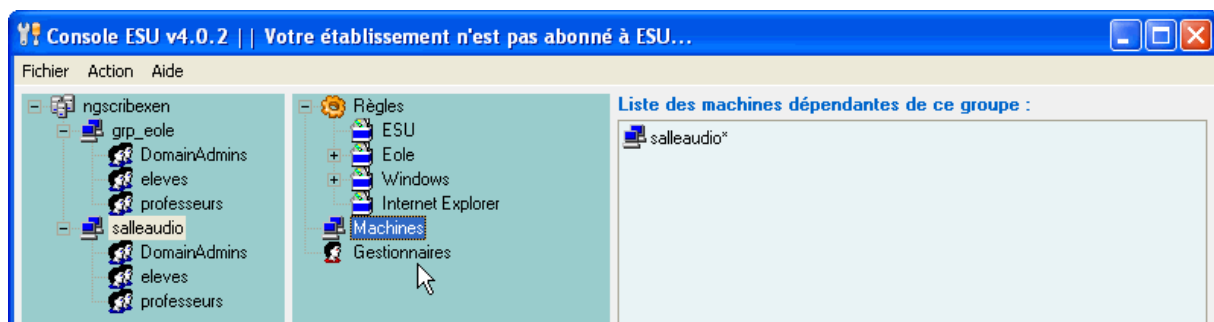 Console ESU v4.0.2 || Votre établissement n'est pas abonné à ESU...
Fichier Action Aide
ngscribexen
grp_eole
DomainAdmins
eleves
professeurs
salleaudio
DomainAdmins
eleves
professeurs
Règles
ESU
Eole
Windows
Internet Explorer
Machines
Gestionnaires
Liste des machines dépendantes de ce groupe :
salleaudio*